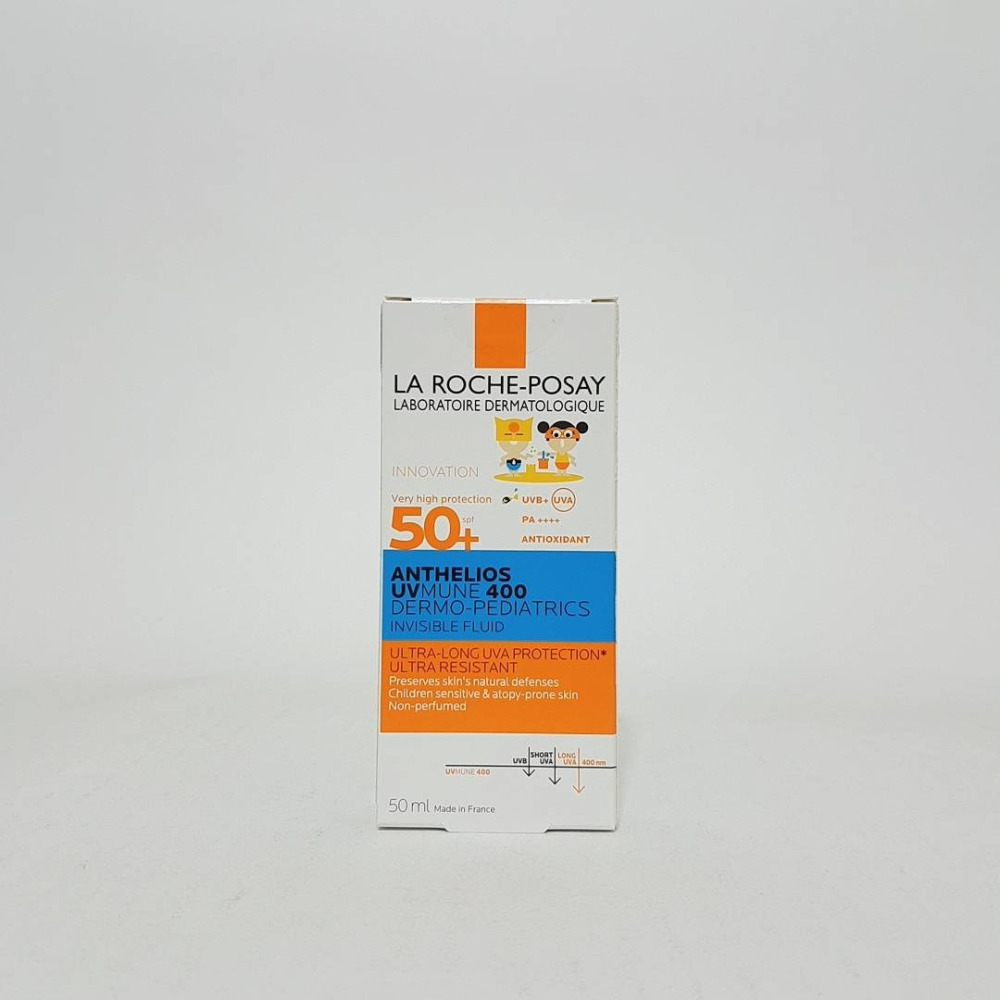 LA ROCHE-POSAY
LABORATOIRE DERMATOLOGIQUE
INNOVATION
Very high protection
50+ spf
UVB+ UVA
PA ++++
ANTIOXIDANT
ANTHELIOS
UVMUNE 400
DERMO-PEDIATRICS
INVISIBLE FLUID
ULTRA-LONG UVA PROTECTION*
ULTRA RESISTANT
Preserves skin's natural defenses
Children sensitive & atopy-prone skin
Non-perfumed
UVB SHORT UVA LONG UVA 400 nm
UVMUNE 400
50 ml Made in France